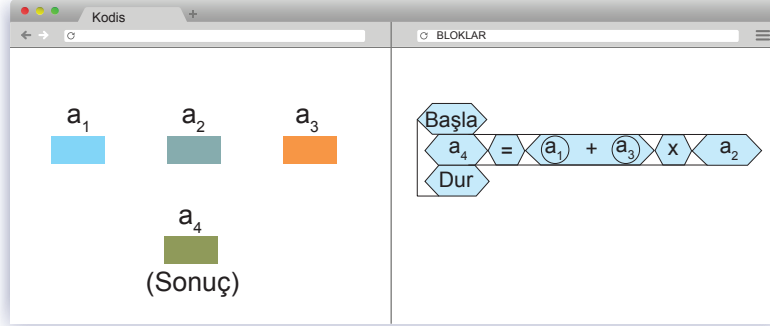 Kodis
BLOKLAR
a₁ a₂ a₃
a₄
(Sonuç)
Başla
a₄ = a₁ + a₃ x a₂
Dur